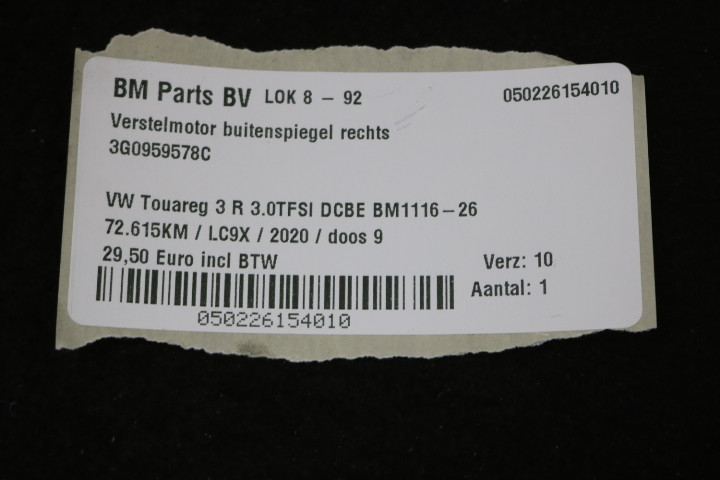 BM Parts BV LOK 8 - 92 050226154010
Verstelmotor buitenspiegel rechts
3G0959578C
VW Touareg 3 R 3.0TFSI DCBE BM1116-26
72.615KM / LC9X / 2020 / doos 9
29,50 Euro incl BTW Verz: 10
Aantal: 1
050226154010